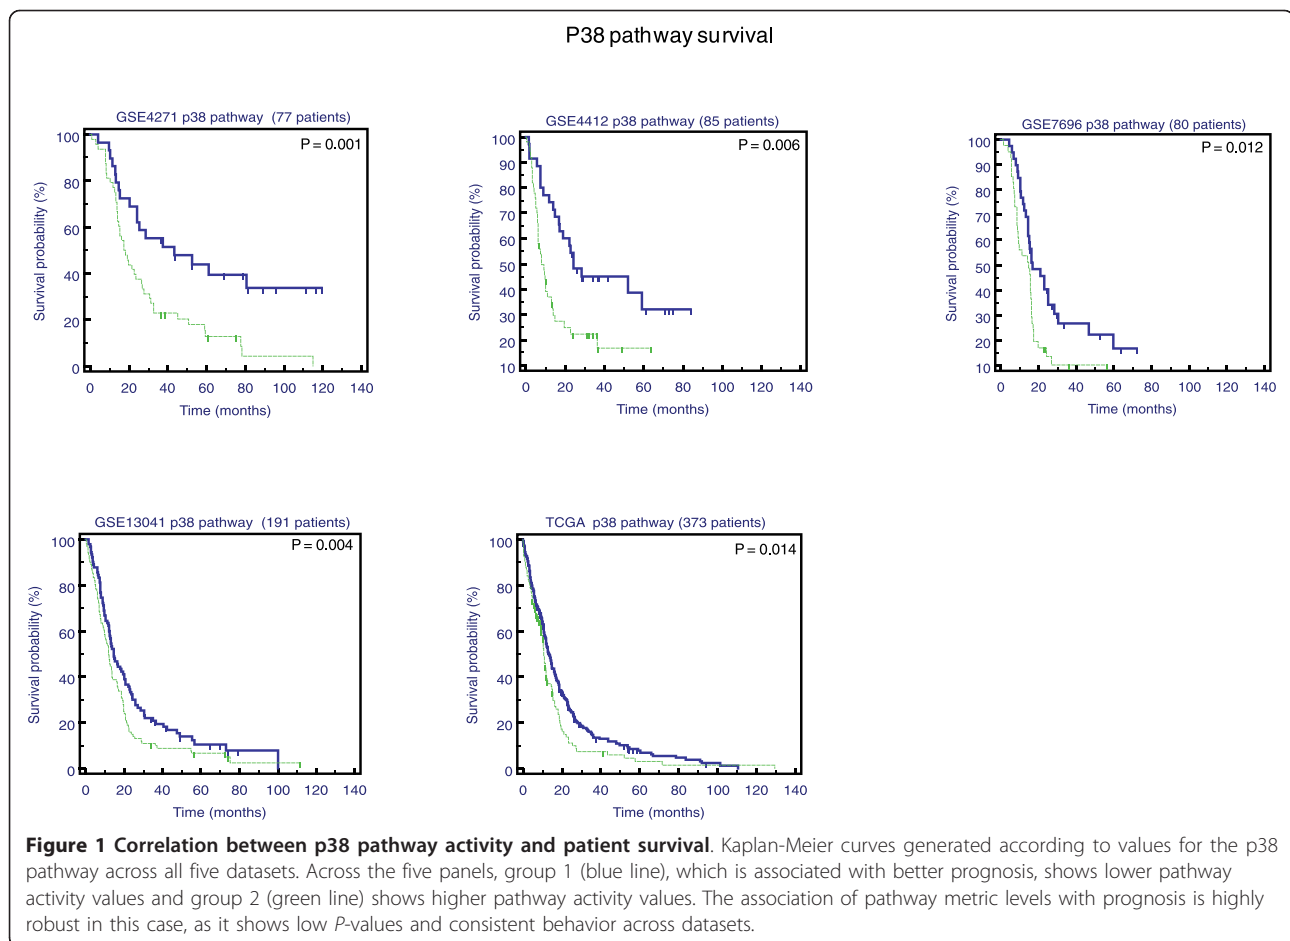 P38 pathway survival
GSE4271 p38 pathway (77 patients)
P = 0.001
Survival probability (%)
100
80
60
40
20
0
0 20 40 60 80 100 120 140
Time (months)
GSE4412 p38 pathway (85 patients)
P = 0.006
Survival probability (%)
100
90
80
70
60
50
40
30
20
10
0 20 40 60 80 100 120 140
Time (months)
GSE7696 p38 pathway (80 patients)
P = 0.012
Survival probability (%)
100
90
80
70
60
50
40
30
20
10
0 20 40 60 80 100 120 140
Time (months)
GSE13041 p38 pathway (191 patients)
P = 0.004
Survival probability (%)
100
80
60
40
20
0
0 20 40 60 80 100 120 140
Time (months)
TCGA p38 pathway (373 patients)
P = 0.014
Survival probability (%)
100
80
60
40
20
0
0 20 40 60 80 100 120 140
Time (months)
Figure 1 Correlation between p38 pathway activity and patient survival. Kaplan-Meier curves generated according to values for the p38
pathway across all five datasets. Across the five panels, group 1 (blue line), which is associated with better prognosis, shows lower pathway
activity values and group 2 (green line) shows higher pathway activity values. The association of pathway metric levels with prognosis is highly
robust in this case, as it shows low P-values and consistent behavior across datasets.